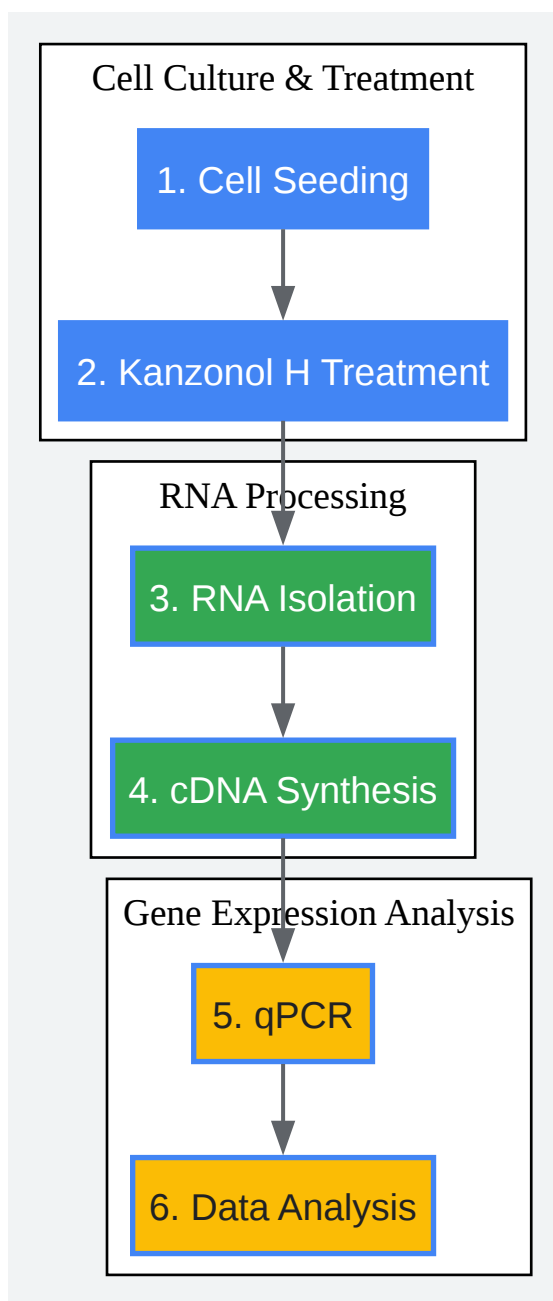 Cell Culture & Treatment
1. Cell Seeding
2. Kanzonol H Treatment
RNA Processing
3. RNA Isolation
4. cDNA Synthesis
Gene Expression Analysis
5. qPCR
6. Data Analysis